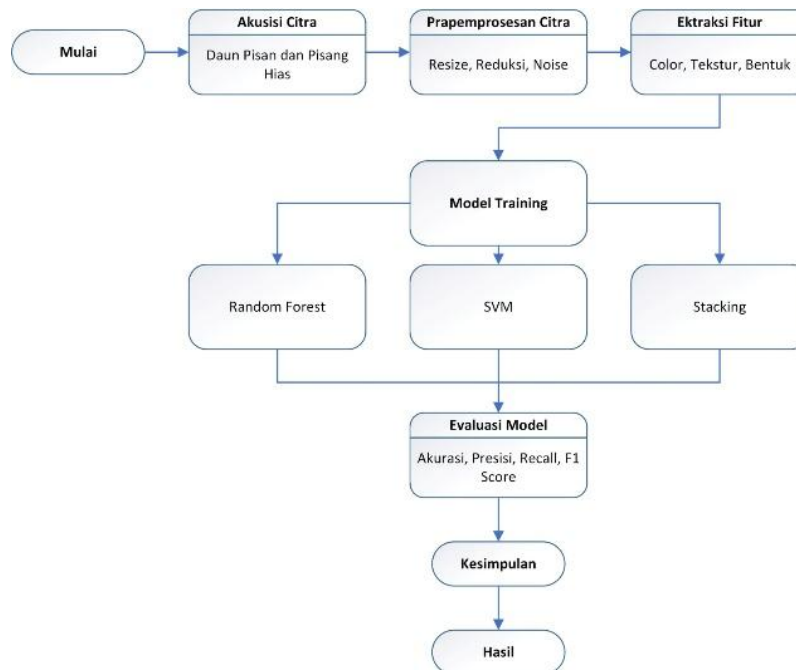 Mulai
Akusisi Citra
Daun Pisan dan Pisang
Hias
Prapemprosesan Citra
Resize, Reduksi, Noise
Ektraksi Fitur
Color, Tekstur, Bentuk
Model Training
Random Forest
SVM
Stacking
Evaluasi Model
Akurasi, Presisi, Recall, F1
Score
Kesimpulan
Hasil